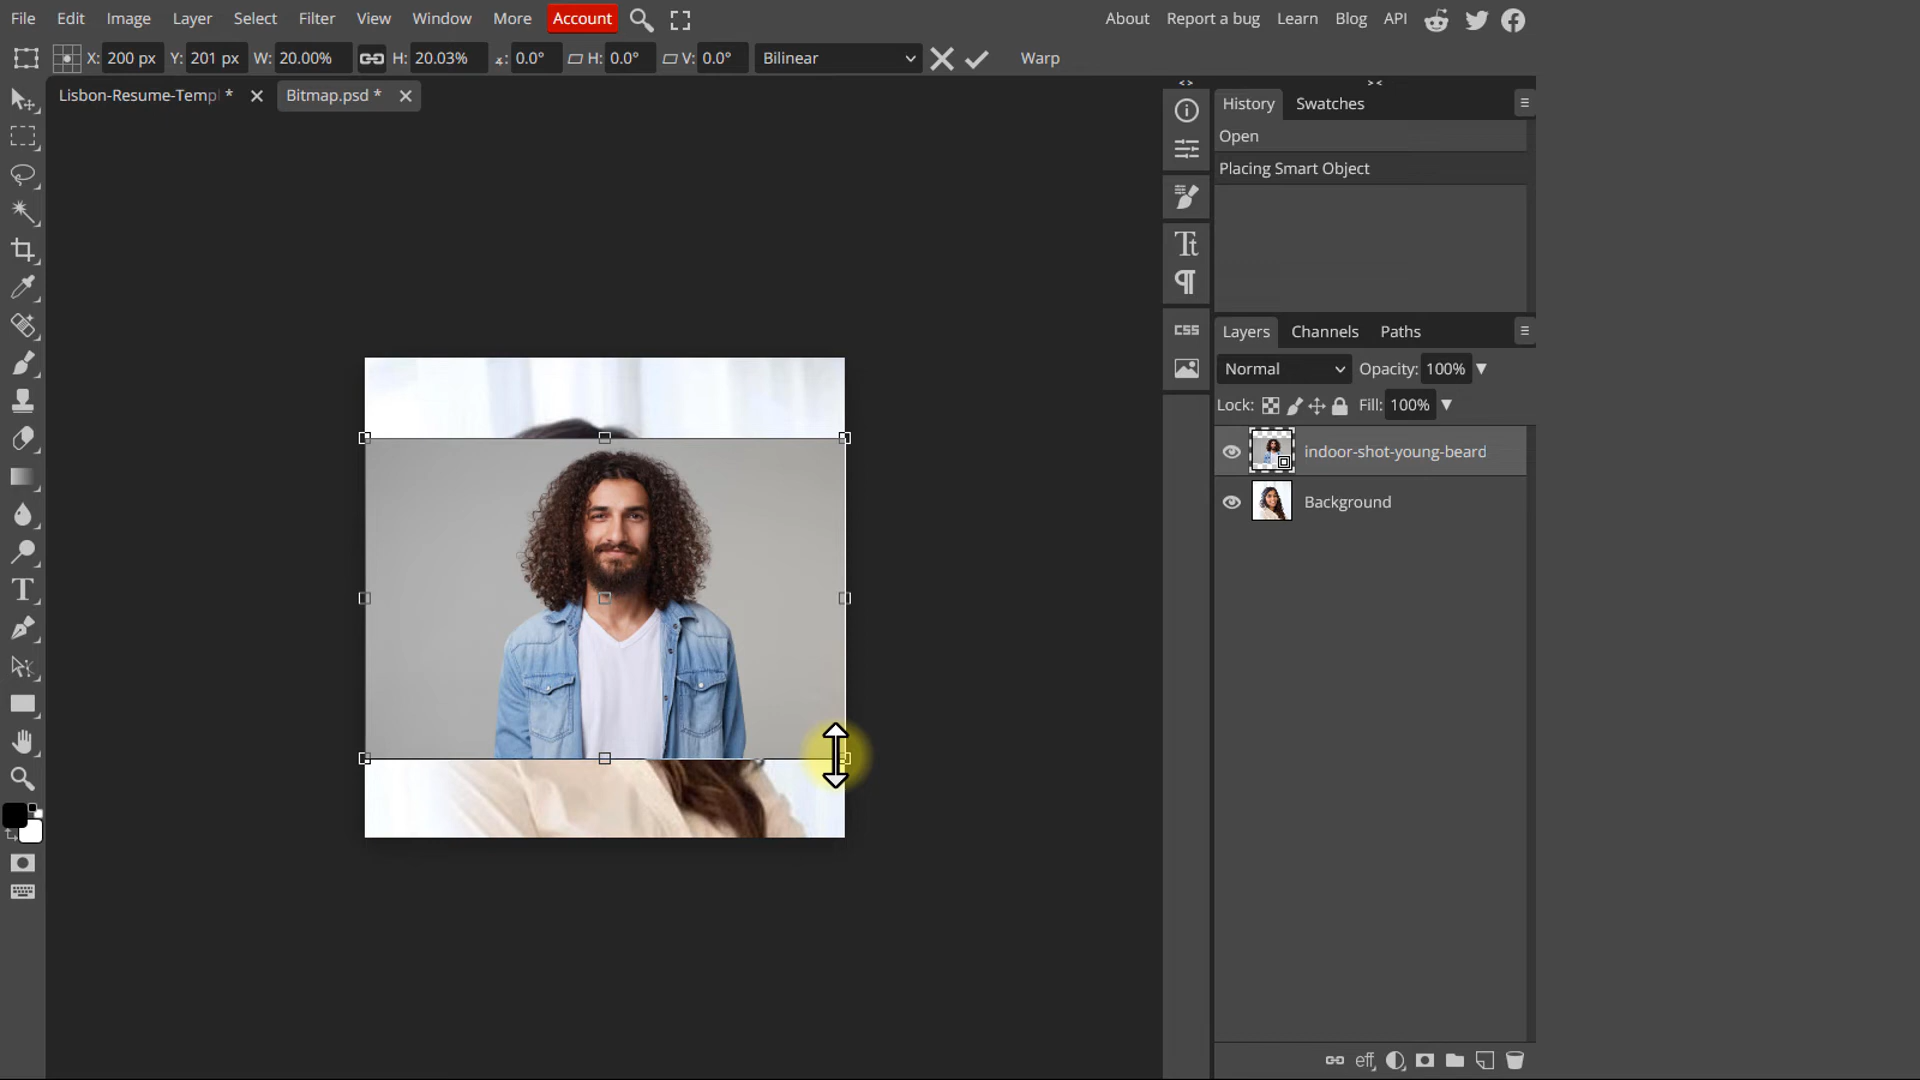 File Edit Image Layer Select Filter View Window More Account About Report a bug Learn Blog API
X: 200 px Y: 201 px W: 20.00% H: 20.03% 0.0° H: 0.0° V: 0.0° Bilinear Warp
Lisbon-Resume-Templ * Bitmap.psd *
History Swatches
Open
Placing Smart Object
CSS
Layers Channels Paths
Normal Opacity: 100%
Lock: Fill: 100%
indoor-shot-young-beard
Background
eff